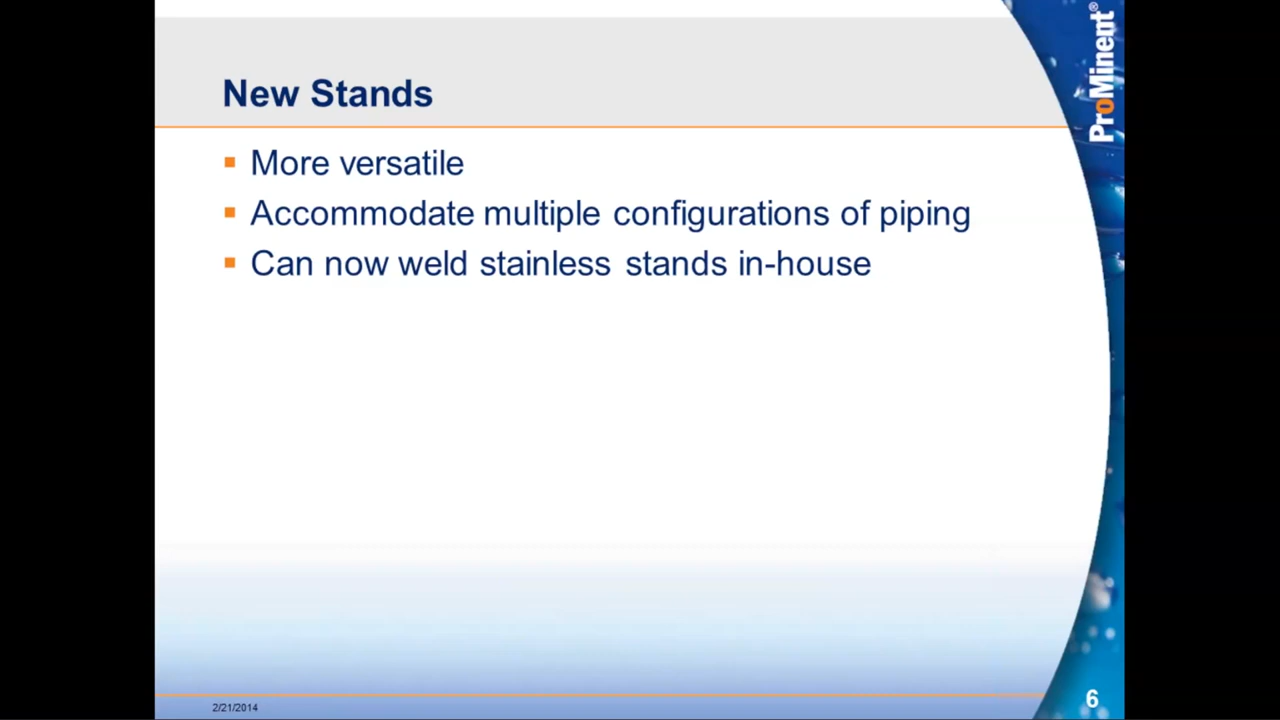 New Stands
More versatile
Accommodate multiple configurations of piping
Can now weld stainless stands in-house
ProMinent®
2/21/2014
6